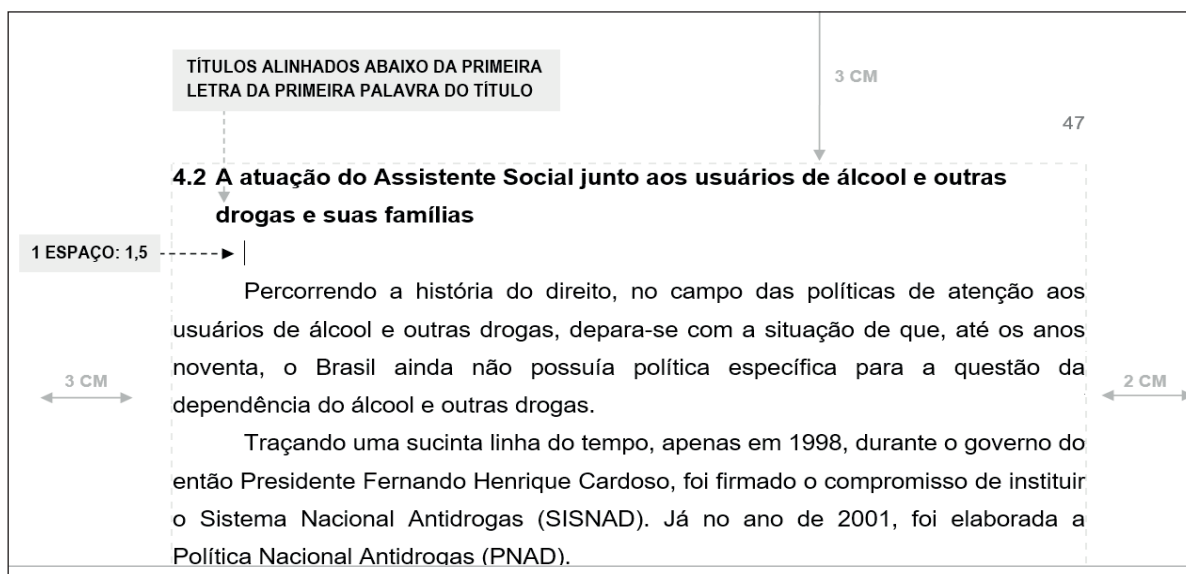 TÍTULOS ALINHADOS ABAIXO DA PRIMEIRA
LETRA DA PRIMEIRA PALAVRA DO TÍTULO
3 CM
47
4.2 A atuação do Assistente Social junto aos usuários de álcool e outras
drogas e suas famílias
1 ESPAÇO: 1,5
Percorrendo a história do direito, no campo das políticas de atenção aos
usuários de álcool e outras drogas, depara-se com a situação de que, até os anos
noventa, o Brasil ainda não possuía política específica para a questão da
3 CM
2 CM
dependência do álcool e outras drogas.
Traçando uma sucinta linha do tempo, apenas em 1998, durante o governo do
então Presidente Fernando Henrique Cardoso, foi firmado o compromisso de instituir
o Sistema Nacional Antidrogas (SISNAD). Já no ano de 2001, foi elaborada a
Política Nacional Antidrogas (PNAD).